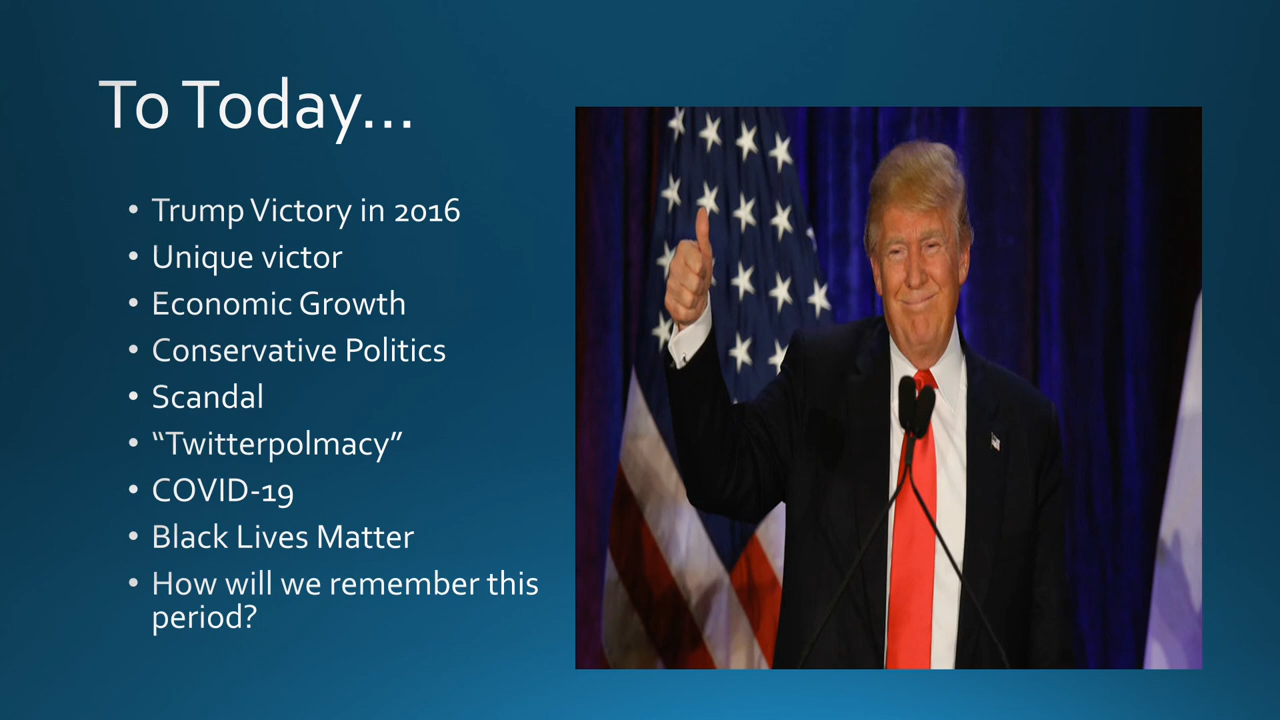 To Today...
• Trump Victory in 2016
• Unique victor
• Economic Growth
• Conservative Politics
• Scandal
• “Twitterpolmacy”
• COVID-19
• Black Lives Matter
• How will we remember this
period?